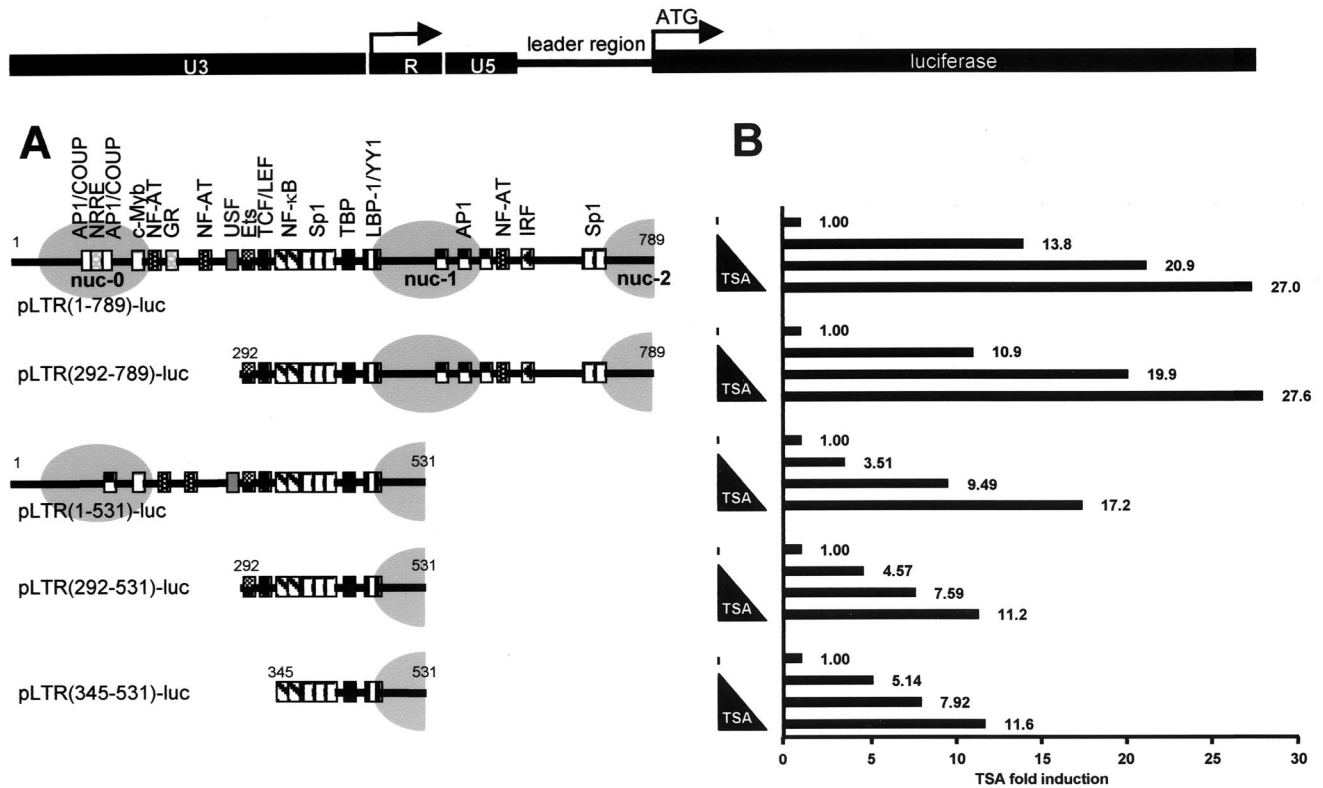 ATG
leader region
U3
R
U5
luciferase
A
B
AP1/COUP
NRRE
AP1/COUP
c-Myb
NF-AT
GR
NF-AT
USF
Ets
TCF/LEF
NF-κB
Sp1
TBP
LBP-1/YY1
AP1
NF-AT
IRF
Sp1
1
789
nuc-0
nuc-1
nuc-2
pLTR(1-789)-luc
292
789
pLTR(292-789)-luc
1
531
pLTR(1-531)-luc
292
531
pLTR(292-531)-luc
345
531
pLTR(345-531)-luc
-
1.00
13.8
TSA
20.9
27.0
-
1.00
10.9
TSA
19.9
27.6
-
1.00
3.51
TSA
9.49
17.2
-
1.00
4.57
TSA
7.59
11.2
-
1.00
5.14
TSA
7.92
11.6
0 5 10 15 20 25 30
TSA fold induction